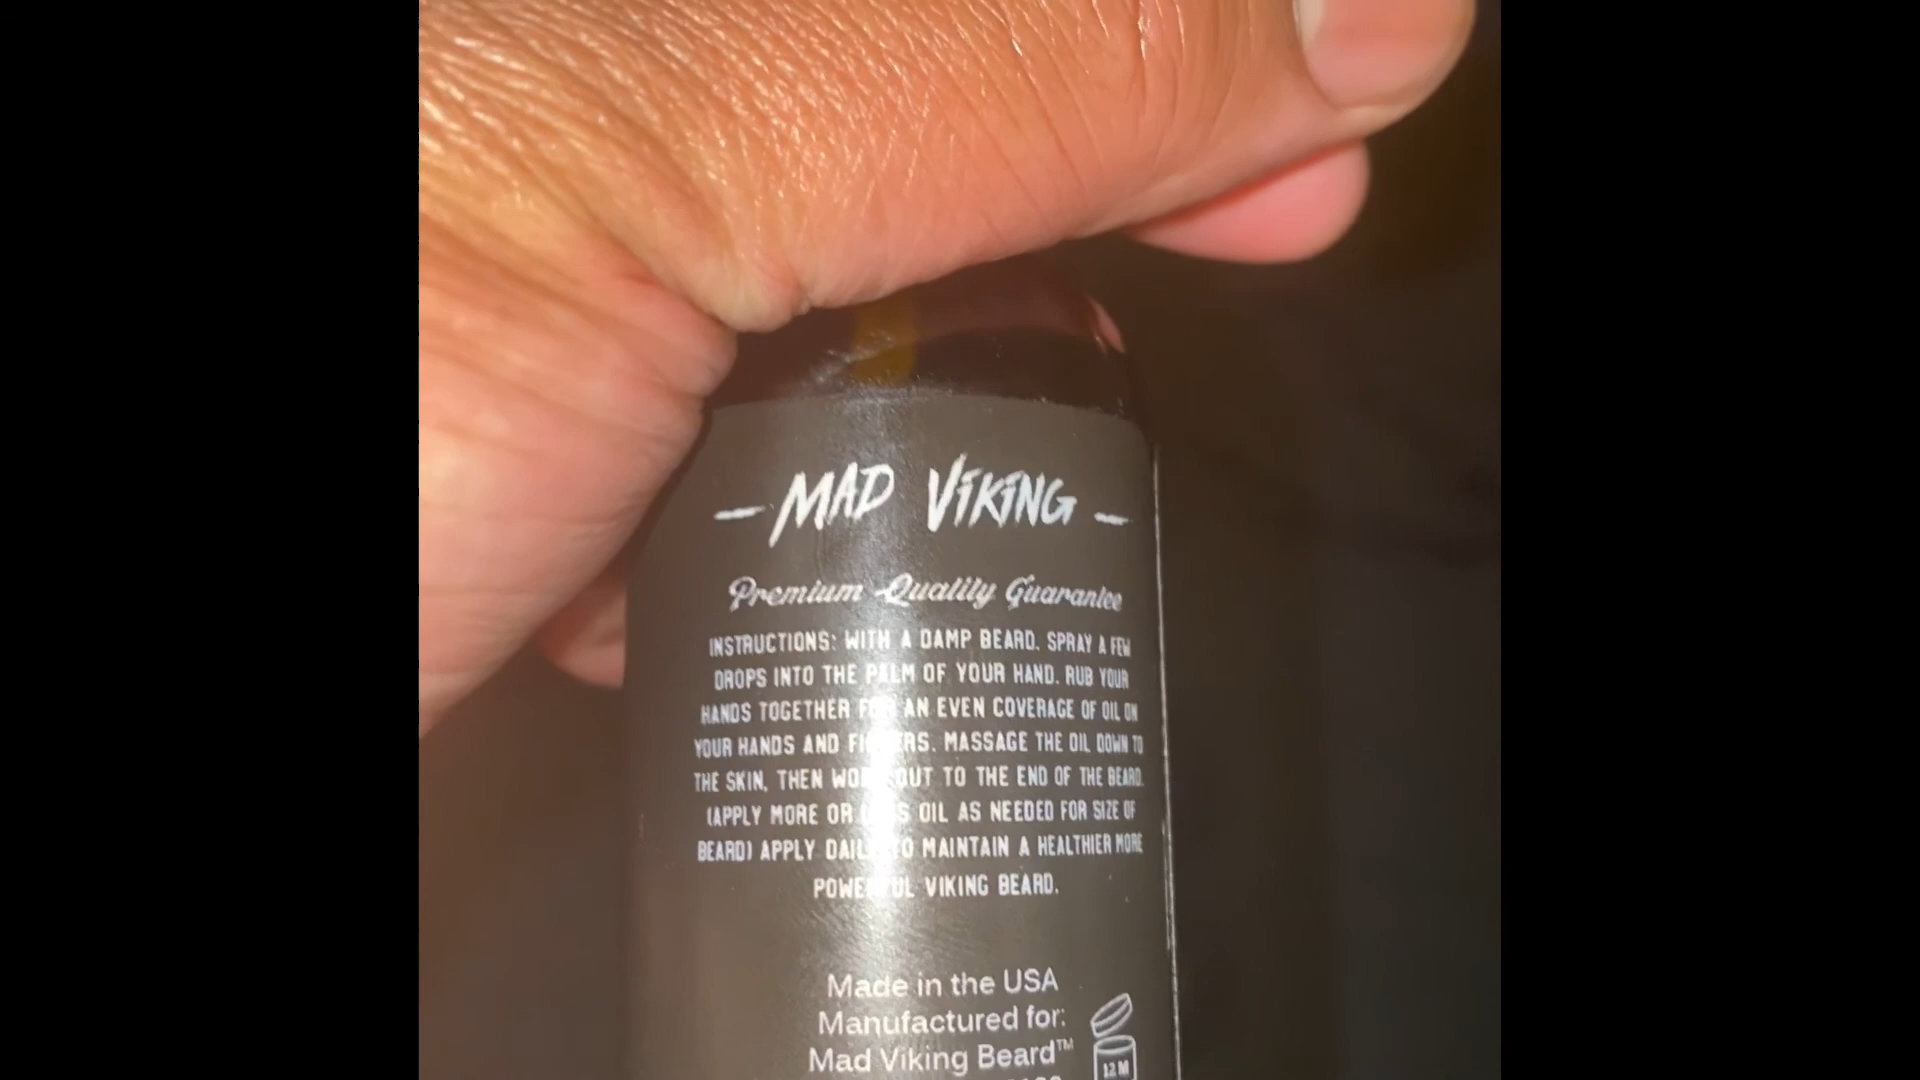 – MAD VIKING –
Premium Quality Guarantee
INSTRUCTIONS: WITH A DAMP BEARD. SPRAY A FEW
DROPS INTO THE PALM OF YOUR HAND. RUB YOUR
HANDS TOGETHER FOR AN EVEN COVERAGE OF OIL ON
YOUR HANDS AND FINGERS. MASSAGE THE OIL DOWN TO
THE SKIN, THEN WORK OUT TO THE END OF THE BEARD.
(APPLY MORE OR LESS OIL AS NEEDED FOR SIZE OF
BEARD) APPLY DAILY TO MAINTAIN A HEALTHIER MORE
POWERFUL VIKING BEARD.
Made in the USA
Manufactured for:
Mad Viking Beard™
12M